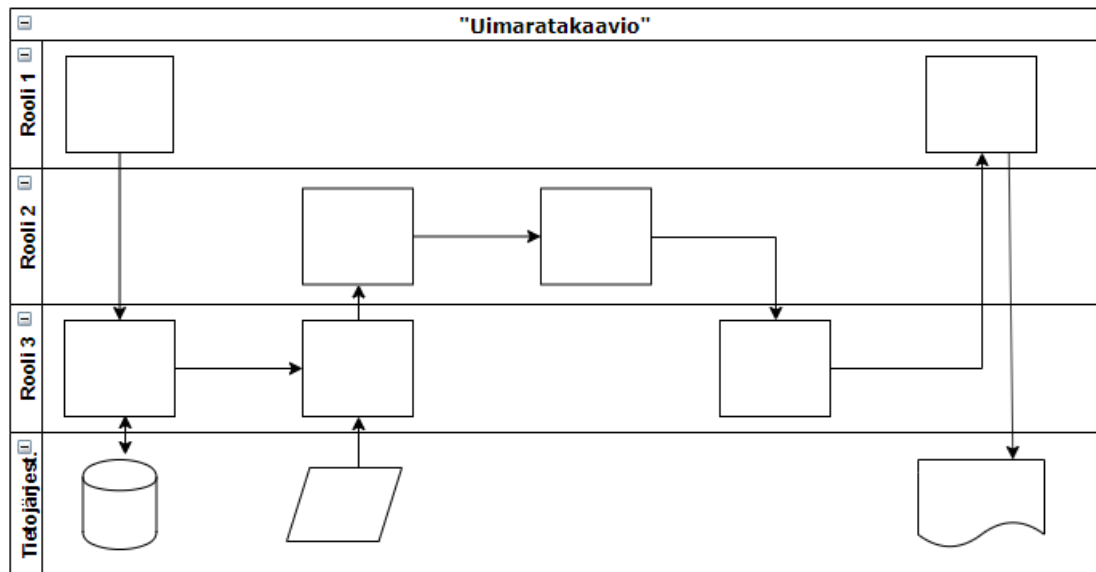 "Uimaratakaavio"
Rooli 1
Rooli 2
Rooli 3
Tietojärjest.